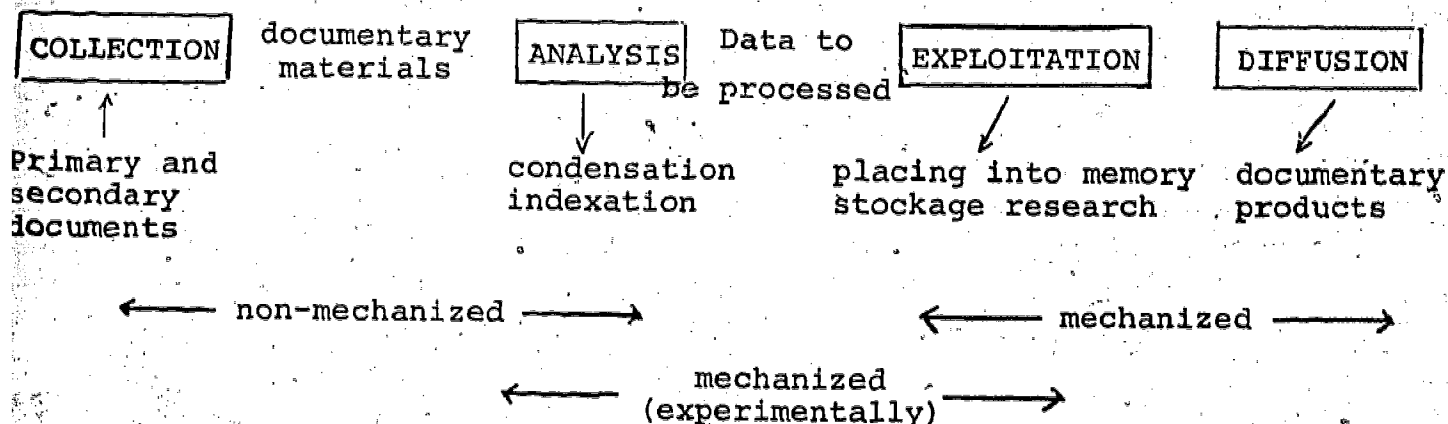 COLLECTION documentary materials ANALYSIS Data to be processed EXPLOITATION DIFFUSION
Primary and secondary documents
condensation indexation
placing into memory stockage research
documentary products
non-mechanized
mechanized
mechanized (experimentally)